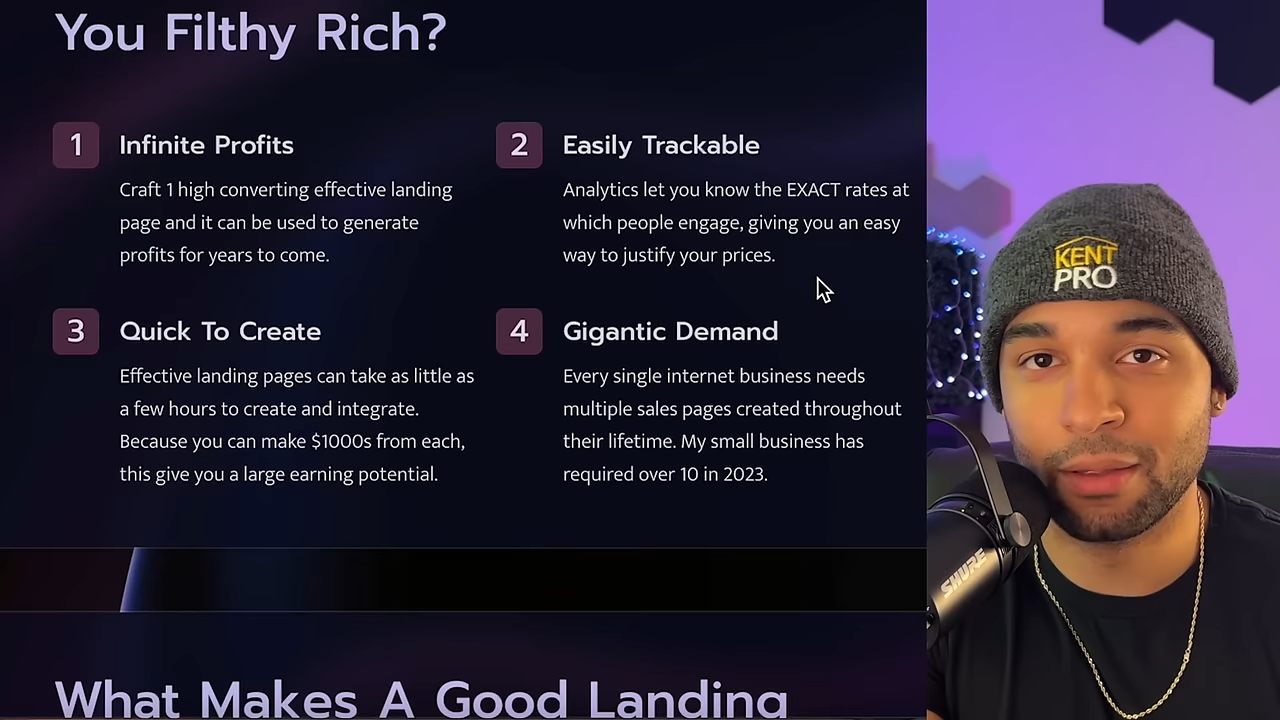 You Filthy Rich?
1
Infinite Profits
Craft 1 high converting effective landing
page and it can be used to generate
profits for years to come.
2
Easily Trackable
Analytics let you know the EXACT rates at
which people engage, giving you an easy
way to justify your prices.
3
Quick To Create
Effective landing pages can take as little as
a few hours to create and integrate.
Because you can make $1000s from each,
this give you a large earning potential.
4
Gigantic Demand
Every single internet business needs
multiple sales pages created throughout
their lifetime. My small business has
required over 10 in 2023.
What Makes A Good Landing
KENT
PRO
SHURE